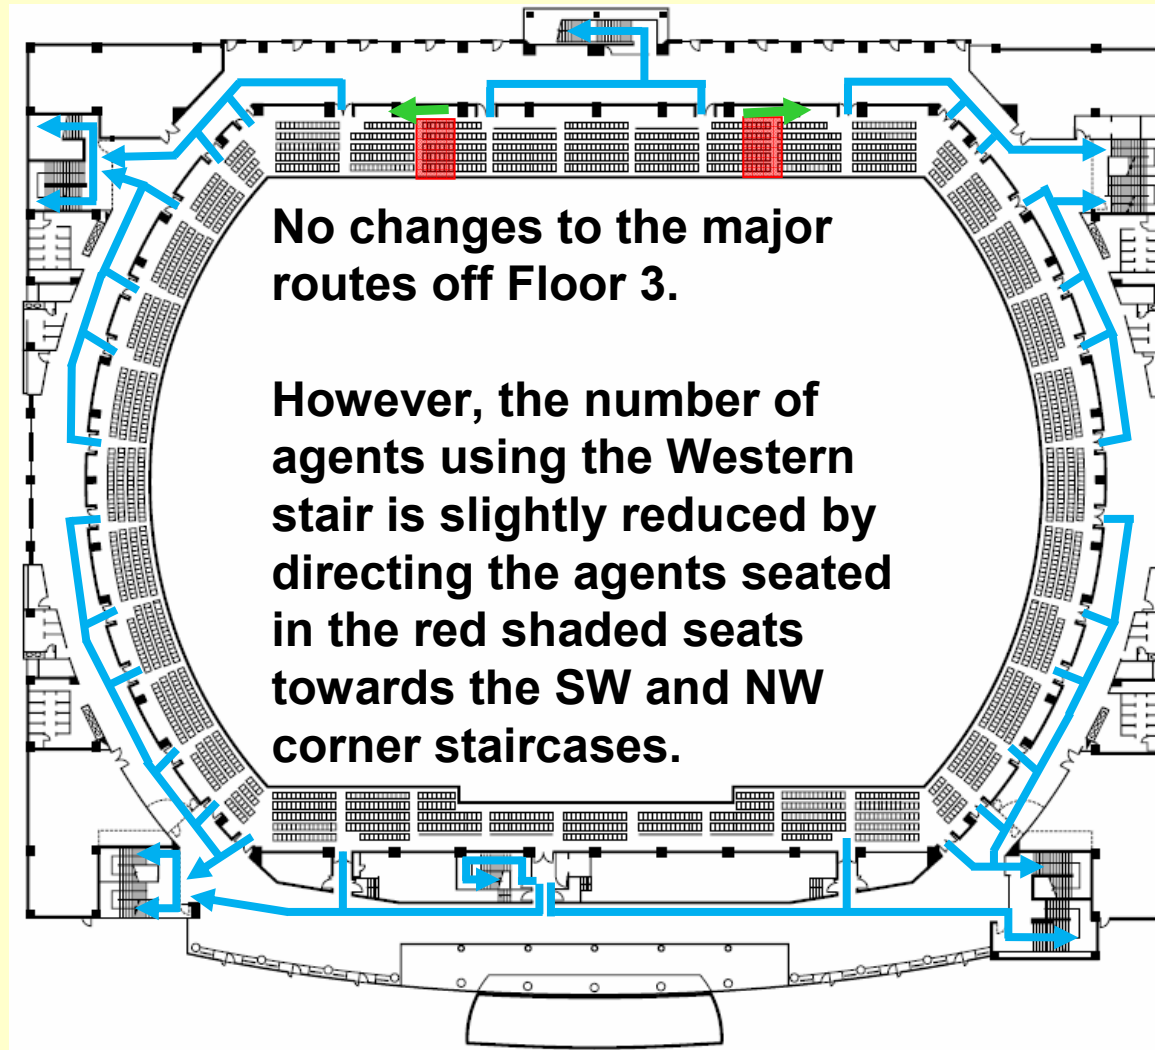 No changes to the major
routes off Floor 3.
However, the number of
agents using the Western
stair is slightly reduced by
directing the agents seated
in the red shaded seats
towards the SW and NW
corner staircases.